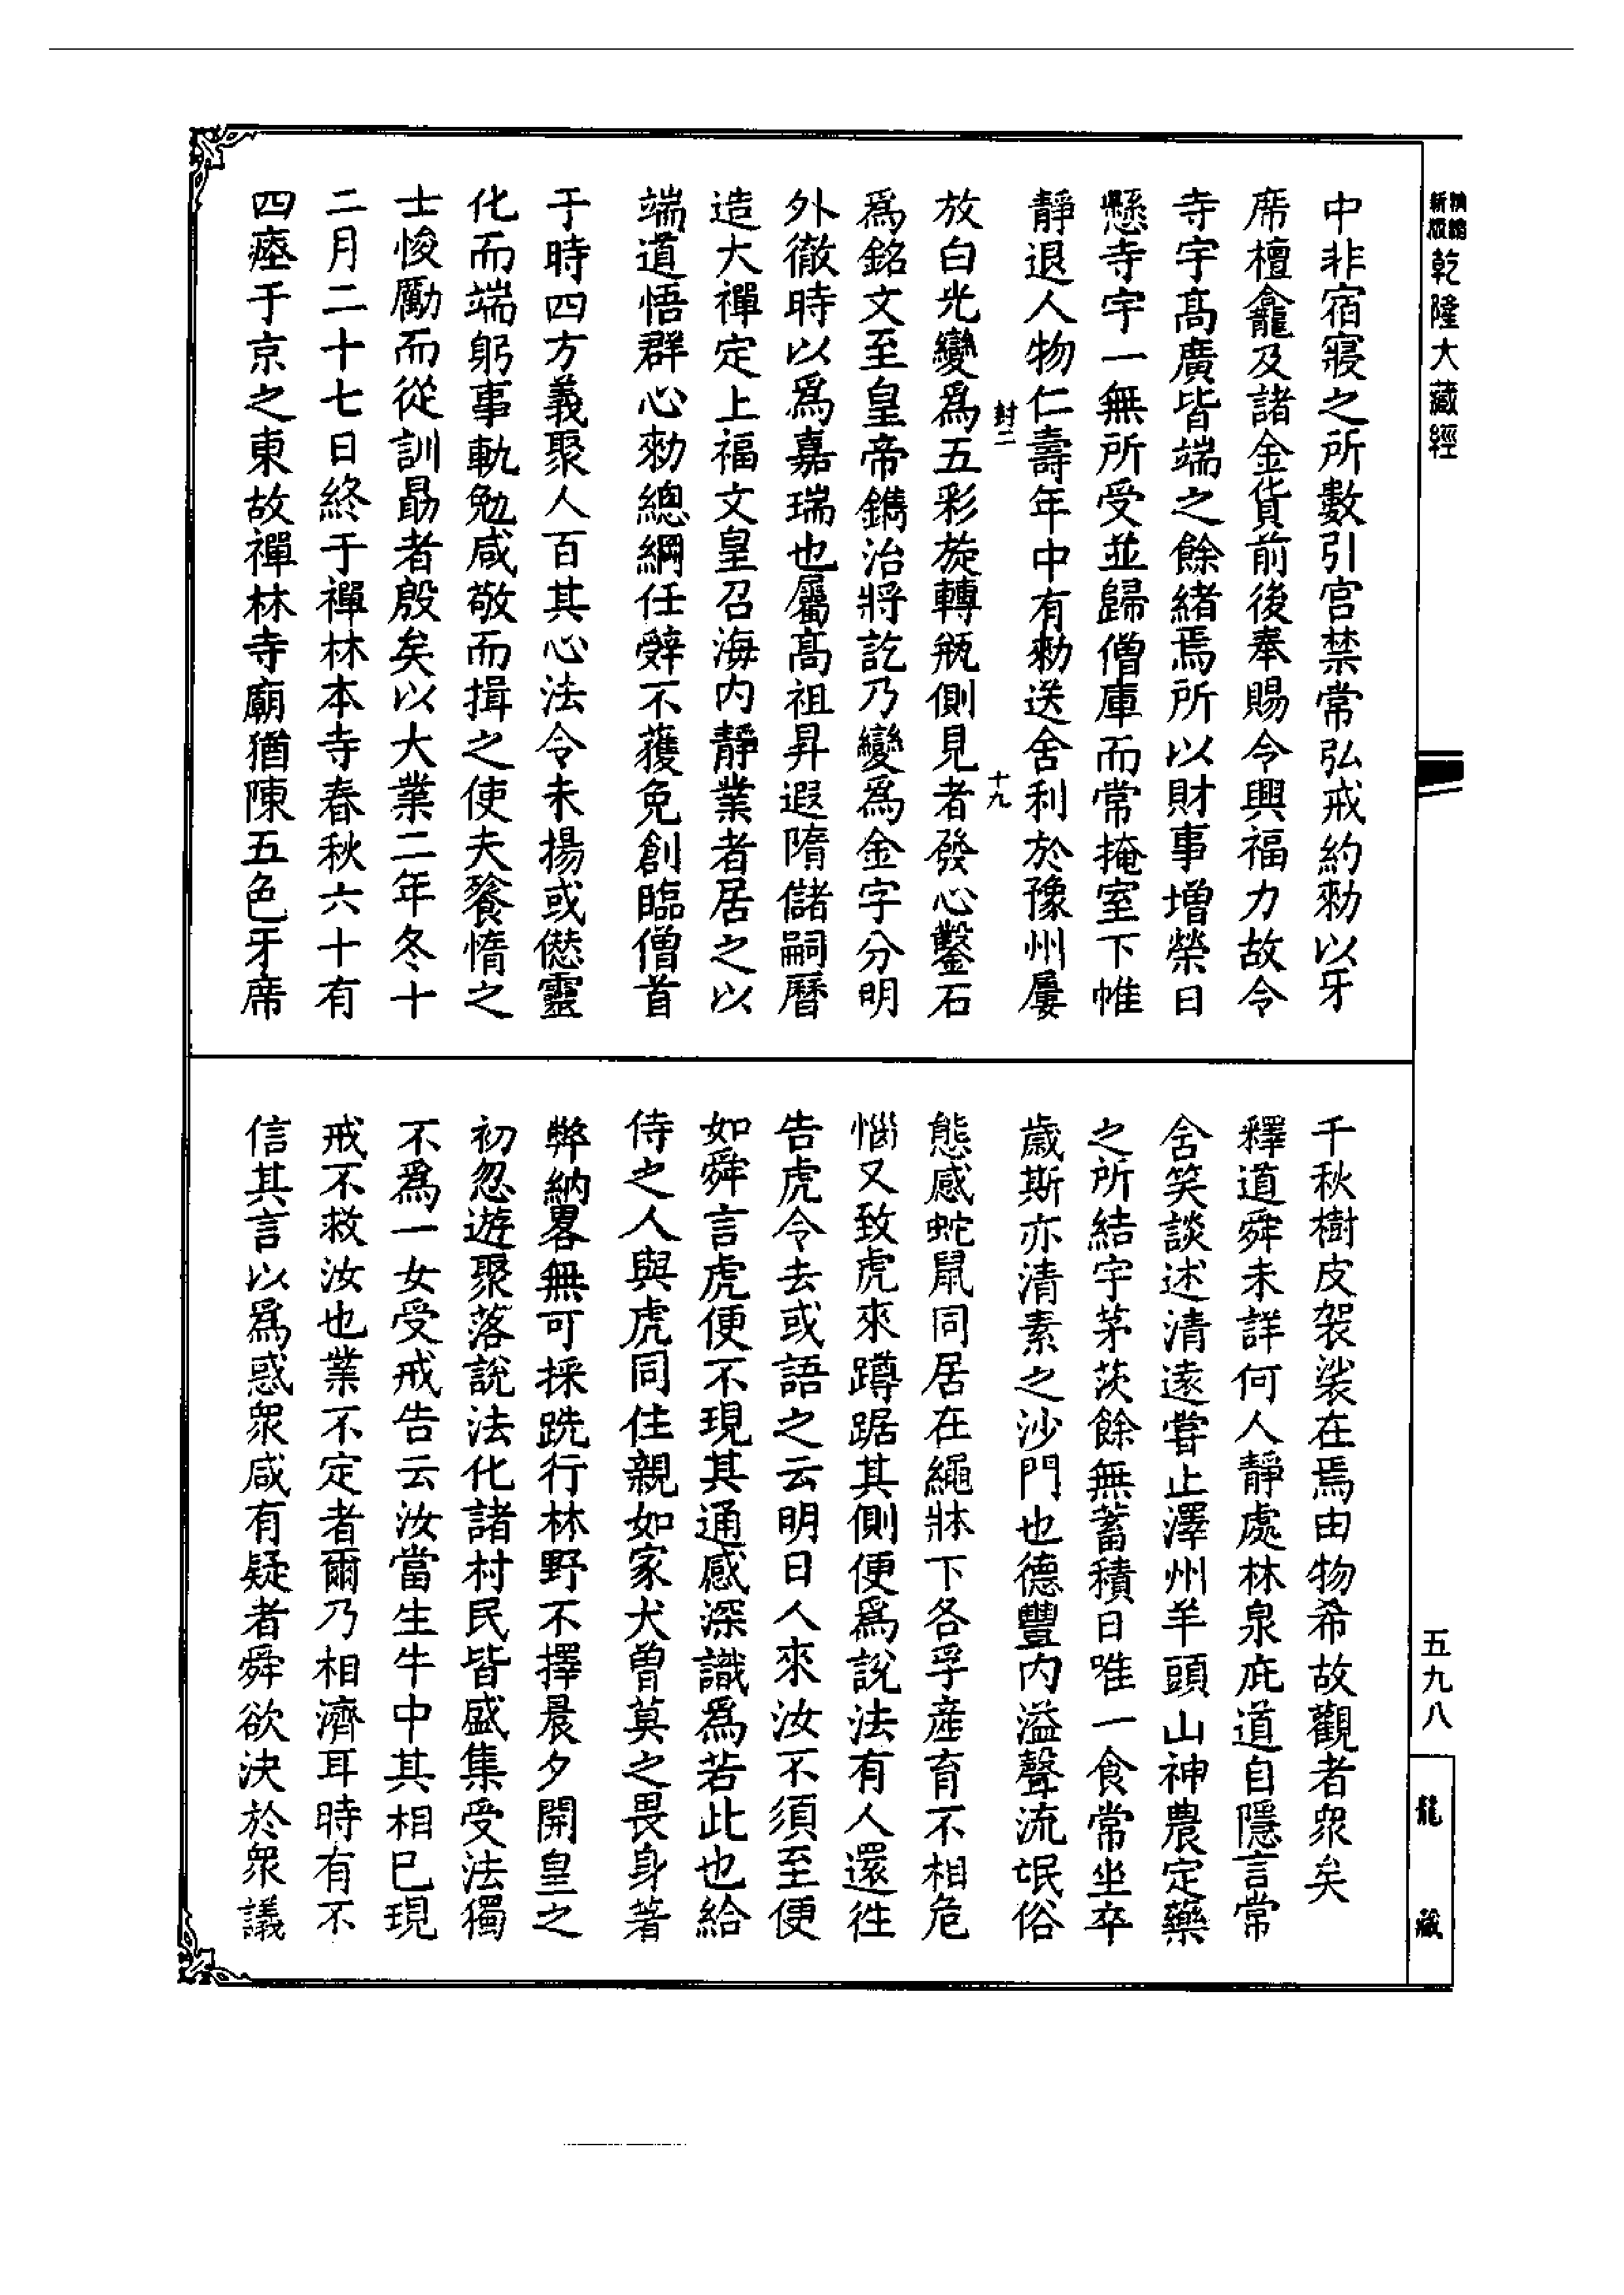 精縮新版乾隆大藏經
中非宿寢之所數引宫禁常弘戒約勑以牙
席檀龕及諸金貨前後奉賜令興福力故令
寺宇髙廣皆端之餘緒焉所以財事增榮日
懸寺宇一無所受並歸僧庫而常掩室下帷
靜退人物仁壽年中有勑送舍利於豫州屢
封二 十九
放白光變爲五彩旋轉瓶側見者發心鑿石
爲銘文至皇帝鐫治將訖乃變爲金字分明
外徹時以爲嘉瑞也屬髙祖昇遐隋儲嗣曆
造大禪定上福文皇召海内靜業者居之以
端道悟群心勑總綱任辤不獲免創臨僧首
于時四方義聚人百其心法令未揚或僁靈
化而端躬事軌勉咸敬而揖之使夫餮惰之
士悛勵而從訓勗者殷矣以大業二年冬十
二月二十七日終于禪林本寺春秋六十有
四瘞于京之東故禪林寺廟猶陳五色牙席
千秋樹皮袈裟在焉由物希故觀者衆矣
釋道舜未詳何人靜處林泉庇道自隱言常
含笑談述清遠嘗止澤州羊頭山神農定藥
之所結宇茅茨餘無蓄積日唯一食常坐卒
歲斯亦清素之沙門也德豐内溢聲流氓俗
態感蛇鼠同居在繩牀下各孚産育不相危
惱又致虎來蹲踞其側便爲說法有人還徃
告虎令去或語之云明日人來汝不須至便
如舜言虎便不現其通感深識爲若此也給
侍之人與虎同住親如家犬曾莫之畏身著
弊納畧無可採跣行林野不擇晨夕開皇之
初忽遊聚落說法化諸村民皆盛集受法獨
不爲一女受戒告云汝當生牛中其相已現
戒不救汝也業不定者爾乃相濟耳時有不
信其言以爲惑衆咸有疑者舜欲決於衆議
五九八
龍藏